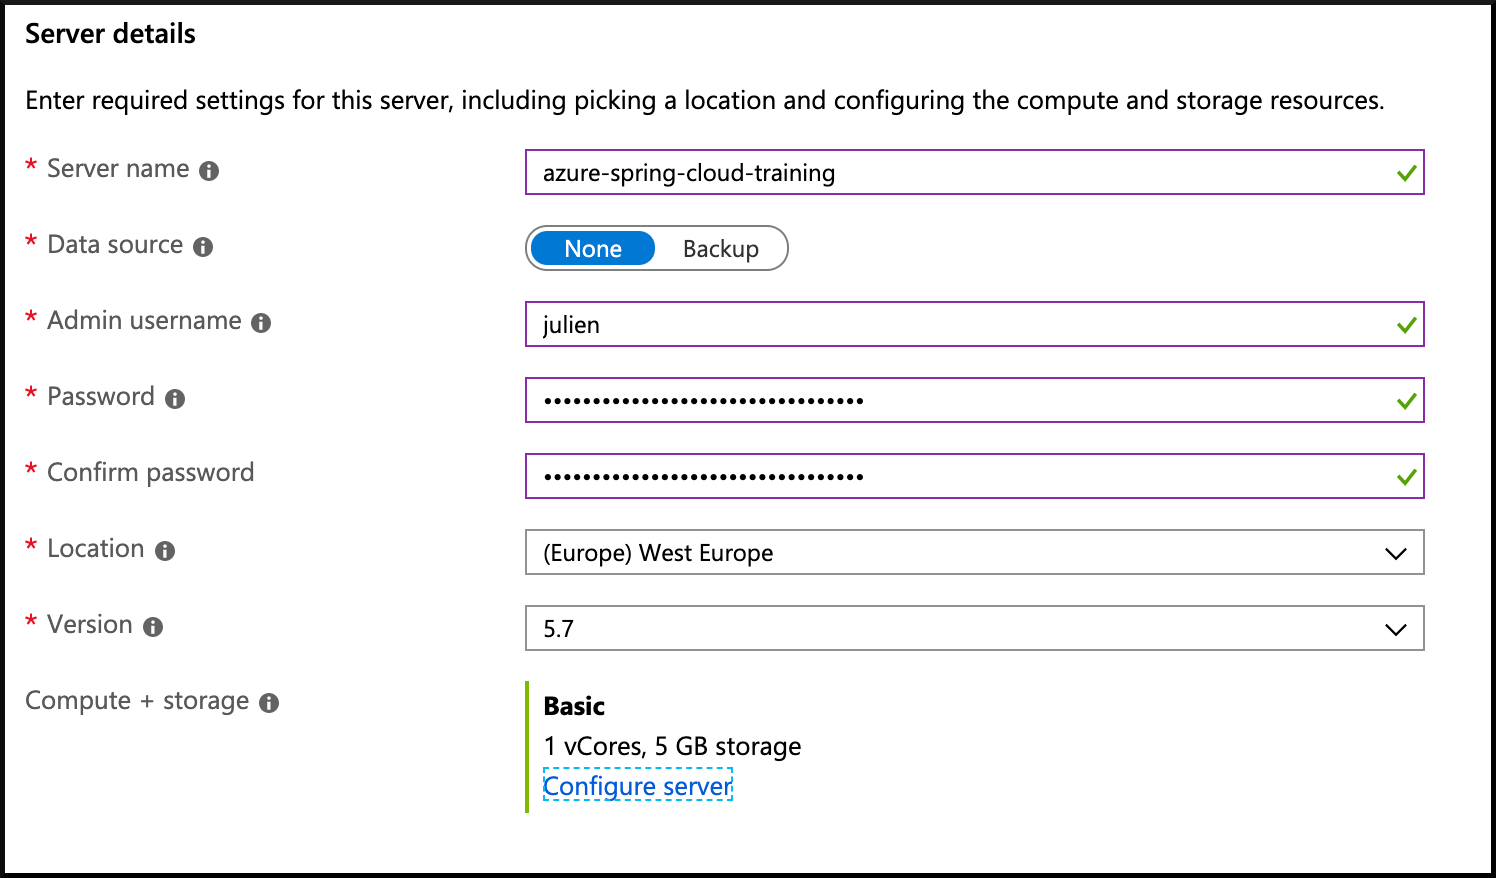 Server details
Enter required settings for this server, including picking a location and configuring the compute and storage resources.
* Server name
azure-spring-cloud-training
* Data source
None Backup
* Admin username
julien
* Password
•••••••••••••••••••••••••••••••••
* Confirm password
•••••••••••••••••••••••••••••••••
* Location
(Europe) West Europe
* Version
5.7
Compute + storage
Basic
1 vCores, 5 GB storage
Configure server